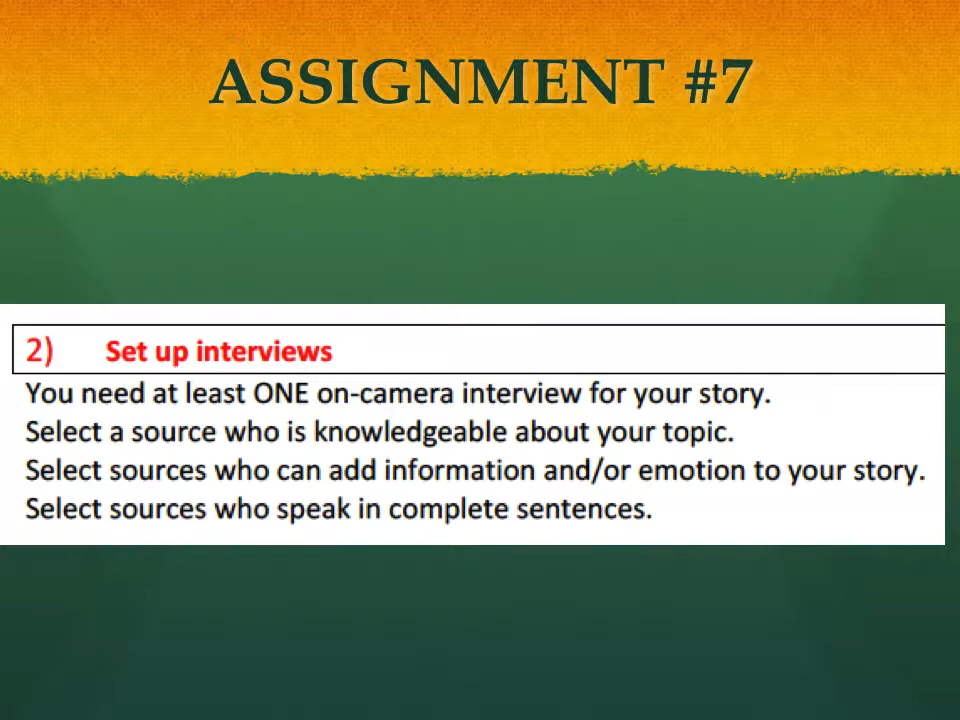 ASSIGNMENT #7
2) Set up interviews
You need at least ONE on-camera interview for your story.
Select a source who is knowledgeable about your topic.
Select sources who can add information and/or emotion to your story.
Select sources who speak in complete sentences.